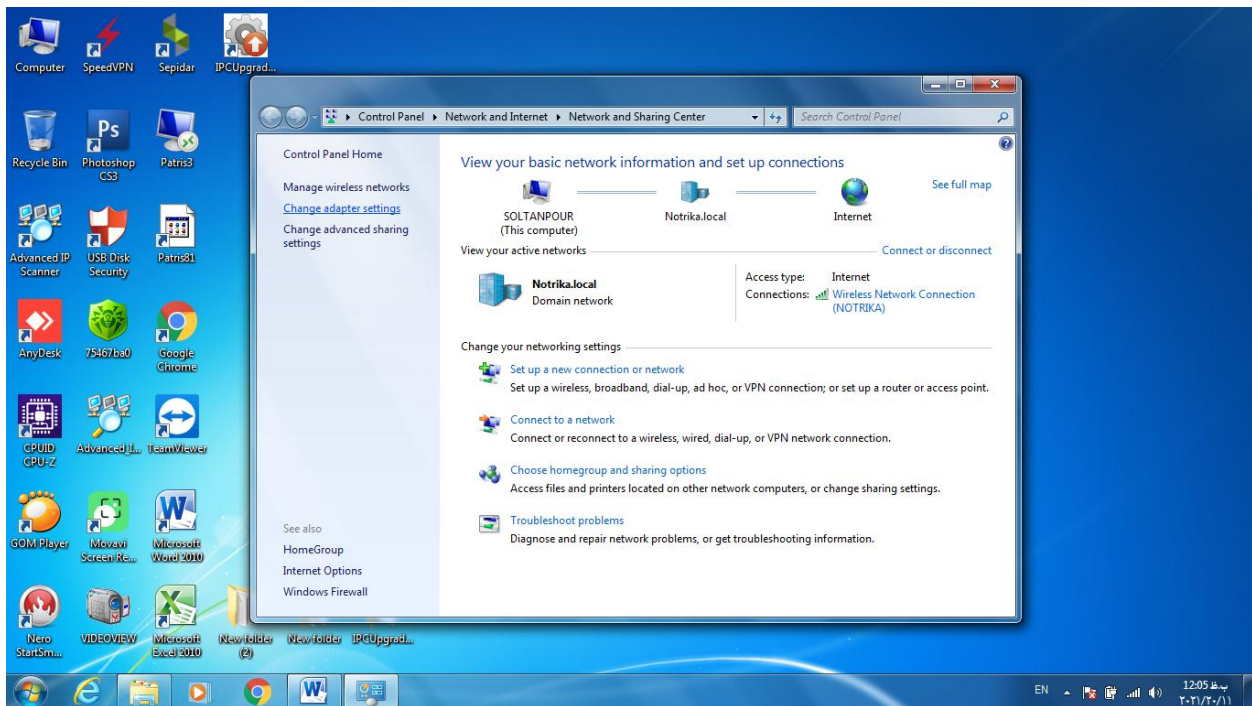 Computer
SpeedVPN
Sepidar
IPCUpgrad...
Recycle Bin
Photoshop
CS3
Patris3
Advanced IP
Scanner
USB Disk
Security
Patris81
AnyDesk
75467ba0
Google
Chrome
CPUID
CPU-Z
Advanced_I...
TeamViewer
GOM Player
Movavi
Screen Re...
Microsoft
Word 2010
Nero
StartSm...
VIDEOVIEW
Microsoft
Excel 2010
New folder
(2)
New folder
IPCUpgrad...
Control Panel
Network and Internet
Network and Sharing Center
Search Control Panel
Control Panel Home
Manage wireless networks
Change adapter settings
Change advanced sharing
settings
See also
HomeGroup
Internet Options
Windows Firewall
View your basic network information and set up connections
See full map
SOLTANPOUR
(This computer)
Notrika.local
Internet
View your active networks
Connect or disconnect
Notrika.local
Domain network
Access type: Internet
Connections: Wireless Network Connection
(NOTRIKA)
Change your networking settings
Set up a new connection or network
Set up a wireless, broadband, dial-up, ad hoc, or VPN connection; or set up a router or access point.
Connect to a network
Connect or reconnect to a wireless, wired, dial-up, or VPN network connection.
Choose homegroup and sharing options
Access files and printers located on other network computers, or change sharing settings.
Troubleshoot problems
Diagnose and repair network problems, or get troubleshooting information.
Ps
W
X
EN
12:05 ب.ظ
۲۰۲۱/۲۰/۱۱